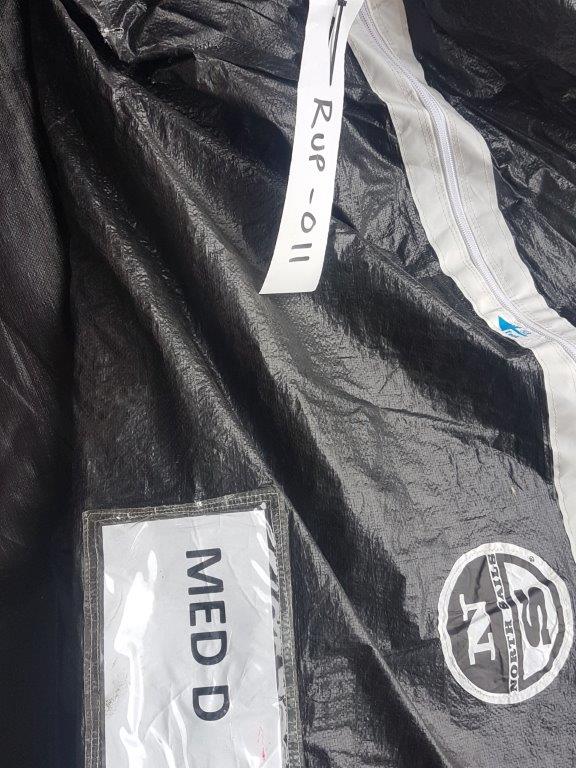 RUP-011
MED D
N S
NORTH SAILS